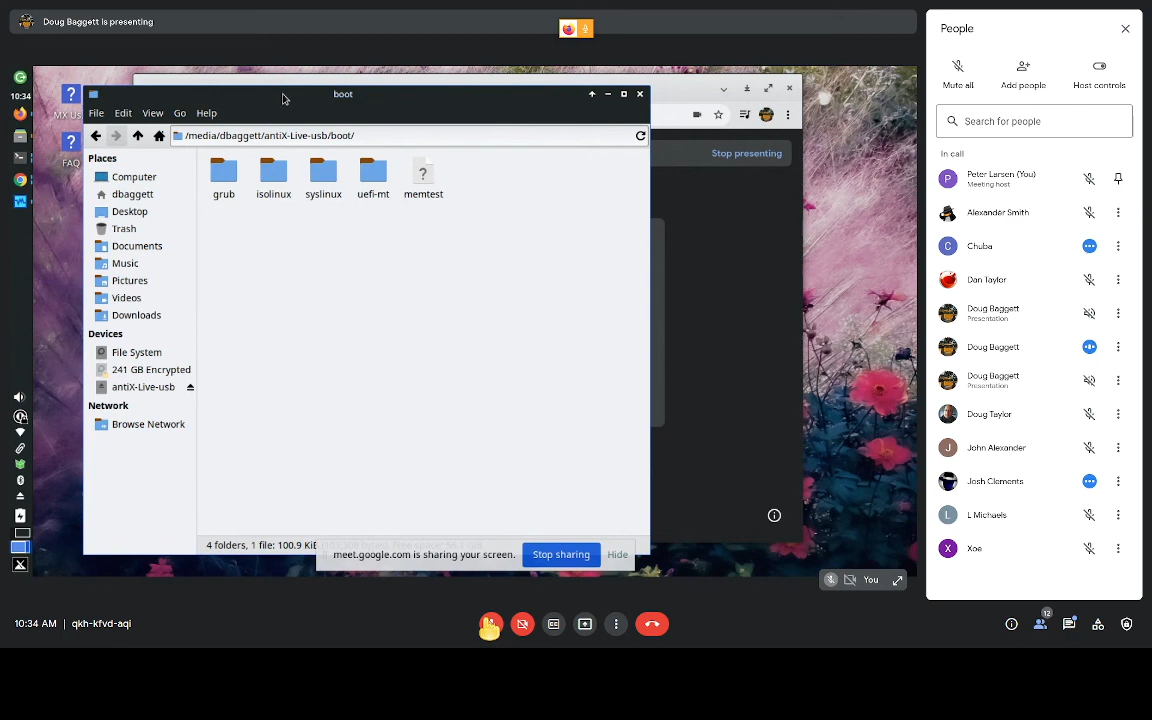 Doug Baggett is presenting
People
Mute all
Add people
Host controls
Search for people
In call
Peter Larsen (You)
Meeting host
Alexander Smith
Chuba
Dan Taylor
Doug Baggett
Presentation
Doug Baggett
Doug Baggett
Presentation
Doug Taylor
John Alexander
Josh Clements
L Michaels
Xoe
P
C
J
L
X
10:34
MX Us
FAQ
boot
File Edit View Go Help
/media/dbaggett/antiX-Live-usb/boot/
Places
Computer
dbaggett
Desktop
Trash
Documents
Music
Pictures
Videos
Downloads
Devices
File System
241 GB Encrypted
antiX-Live-usb
Network
Browse Network
grub isolinux syslinux uefi-mt memtest
4 folders, 1 file: 100.9 KiB
Stop presenting
meet.google.com is sharing your screen. Stop sharing Hide
You
10:34 AM | qkh-kfvd-aqi
12